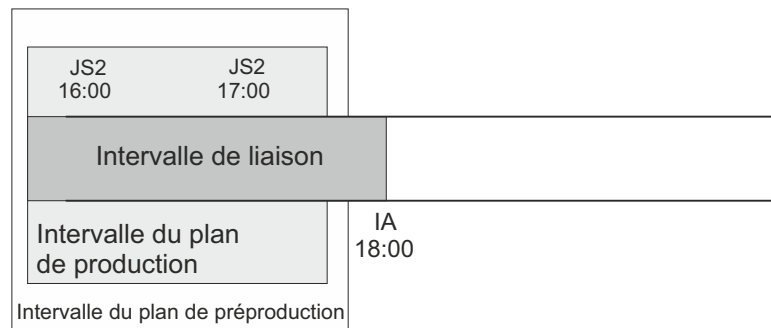 JS2 JS2
16:00 17:00
Intervalle de liaison
IA
18:00
Intervalle du plan
de production
Intervalle du plan de préproduction